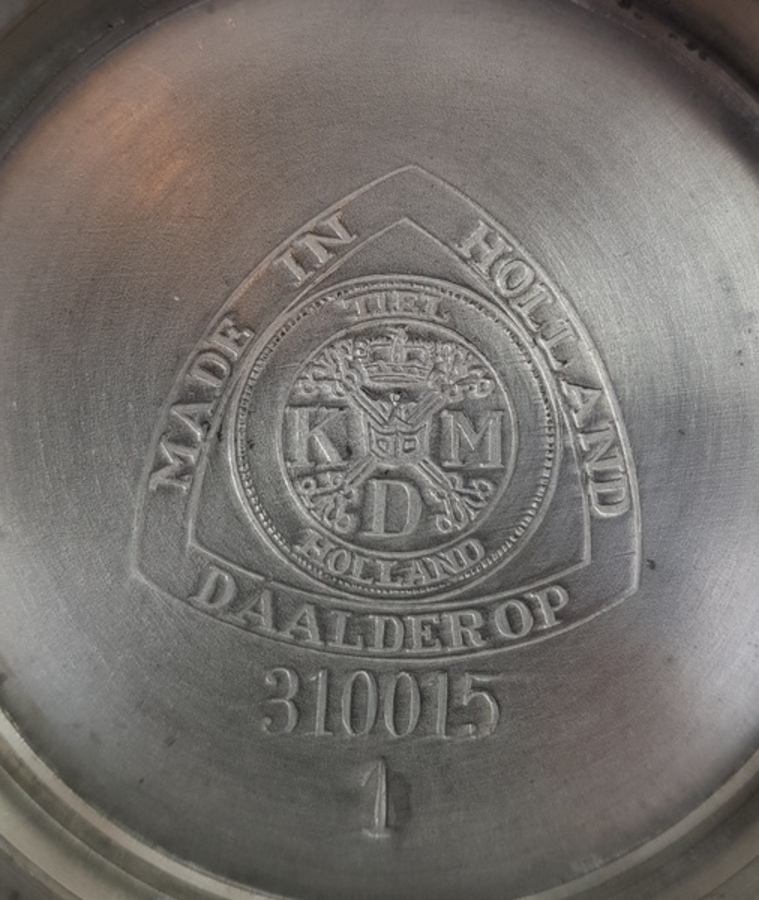 MADE IN HOLLAND
TIEL
K M
D
HOLLAND
DAALDEROP
310015
1